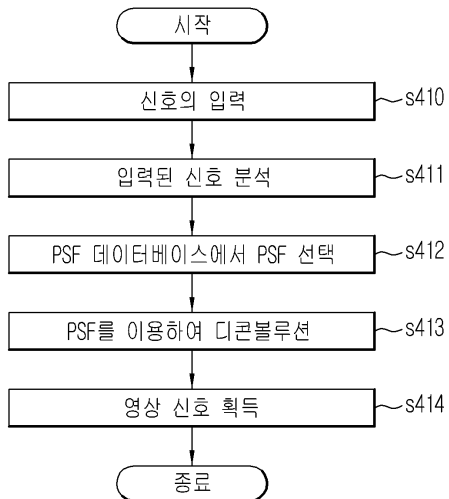 시작
신호의 입력 s410
입력된 신호 분석 s411
PSF 데이터베이스에서 PSF 선택 s412
PSF를 이용하여 디콘볼루션 s413
영상 신호 획득 s414
종료